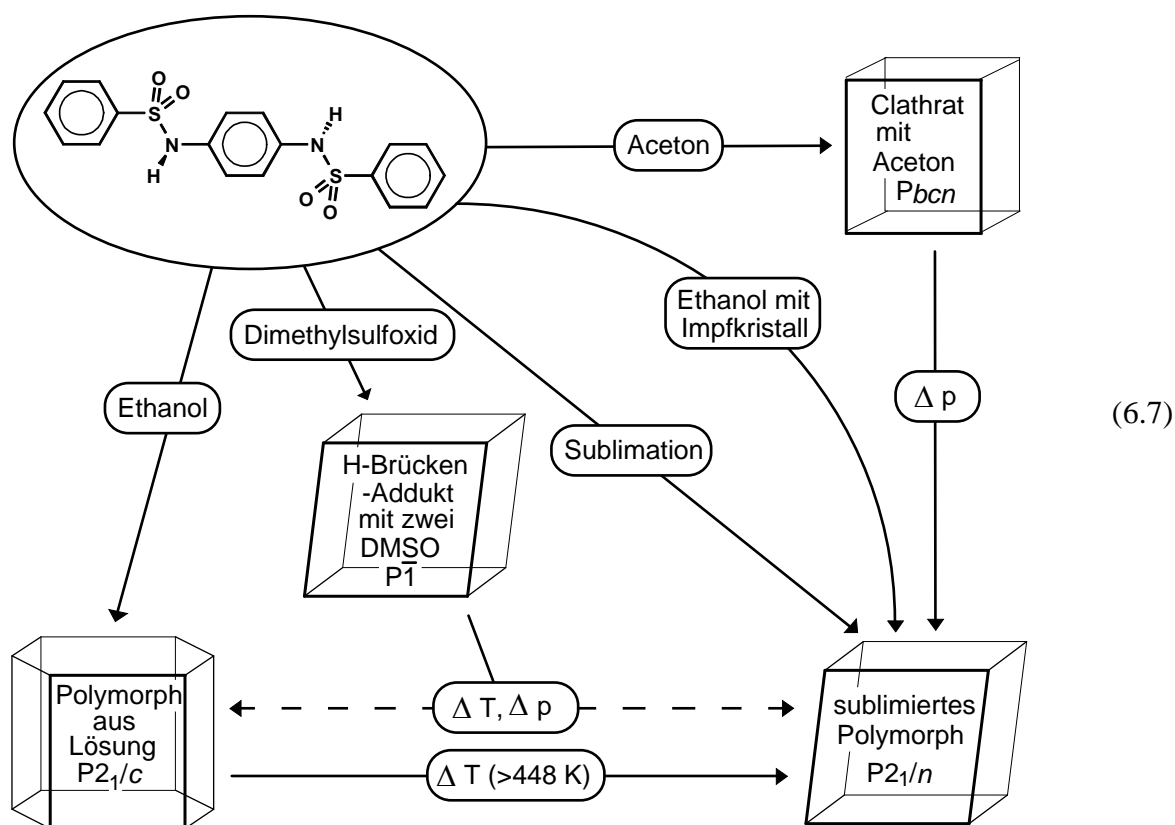 O
O
S
N
H
H
N
S
O
O
Aceton
Clathrat
mit
Aceton
Pbcn
Ethanol mit
Impfkristall
Dimethylsulfoxid
Ethanol
Δ p
(6.7)
Sublimation
H-Brücken
-Addukt
mit zwei
DMSO
P1̅
Polymorph
aus
Lösung
P2₁/c
Δ T, Δ p
Δ T (>448 K)
sublimiertes
Polymorph
P2₁/n